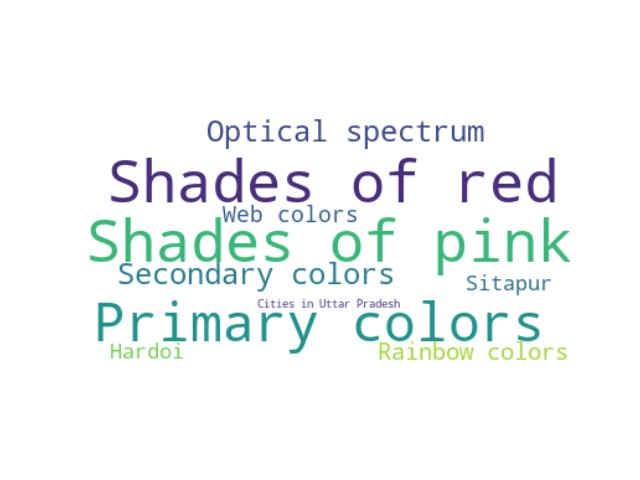 Optical spectrum
Shades of red
Web colors
Shades of pink
Secondary colors
Sitapur
Cities in Uttar Pradesh
Primary colors
Hardoi
Rainbow colors